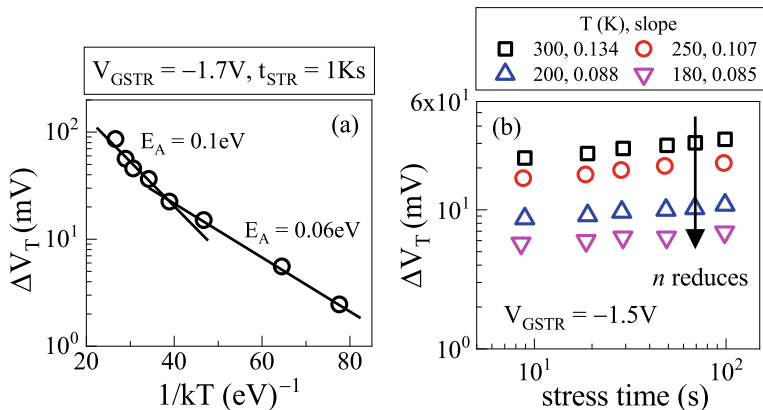 V_GSTR = −1.7V, t_STR = 1Ks
T (K), slope
300, 0.134
250, 0.107
200, 0.088
180, 0.085
(a)
E_A = 0.1eV
E_A = 0.06eV
10²
10¹
10⁰
ΔV_T (mV)
20 40 60 80
1/kT (eV)⁻¹
(b)
6x10¹
10¹
10⁰
ΔV_T (mV)
n reduces
V_GSTR = −1.5V
10¹ 10²
stress time (s)